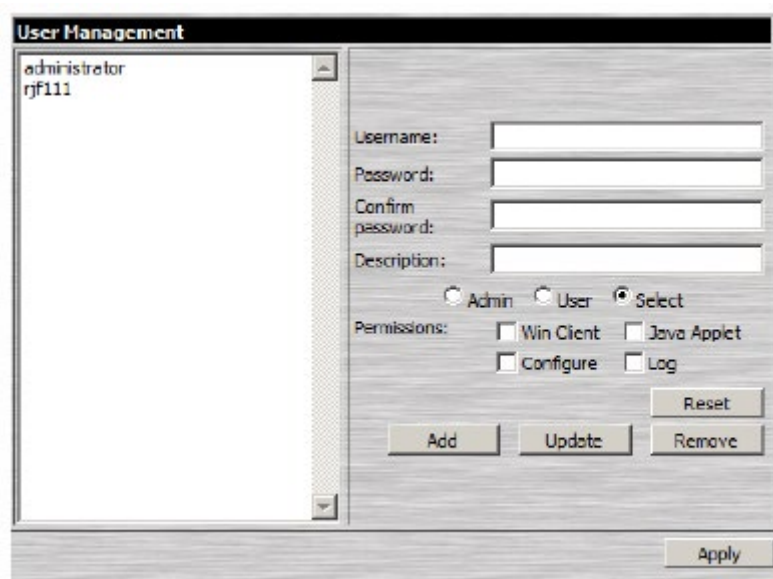 User Management
administrator
rjf111
Username:
Password:
Confirm
password:
Description:
Admin User Select
Permissions: Win Client Java Applet
Configure Log
Reset
Add Update Remove
Apply